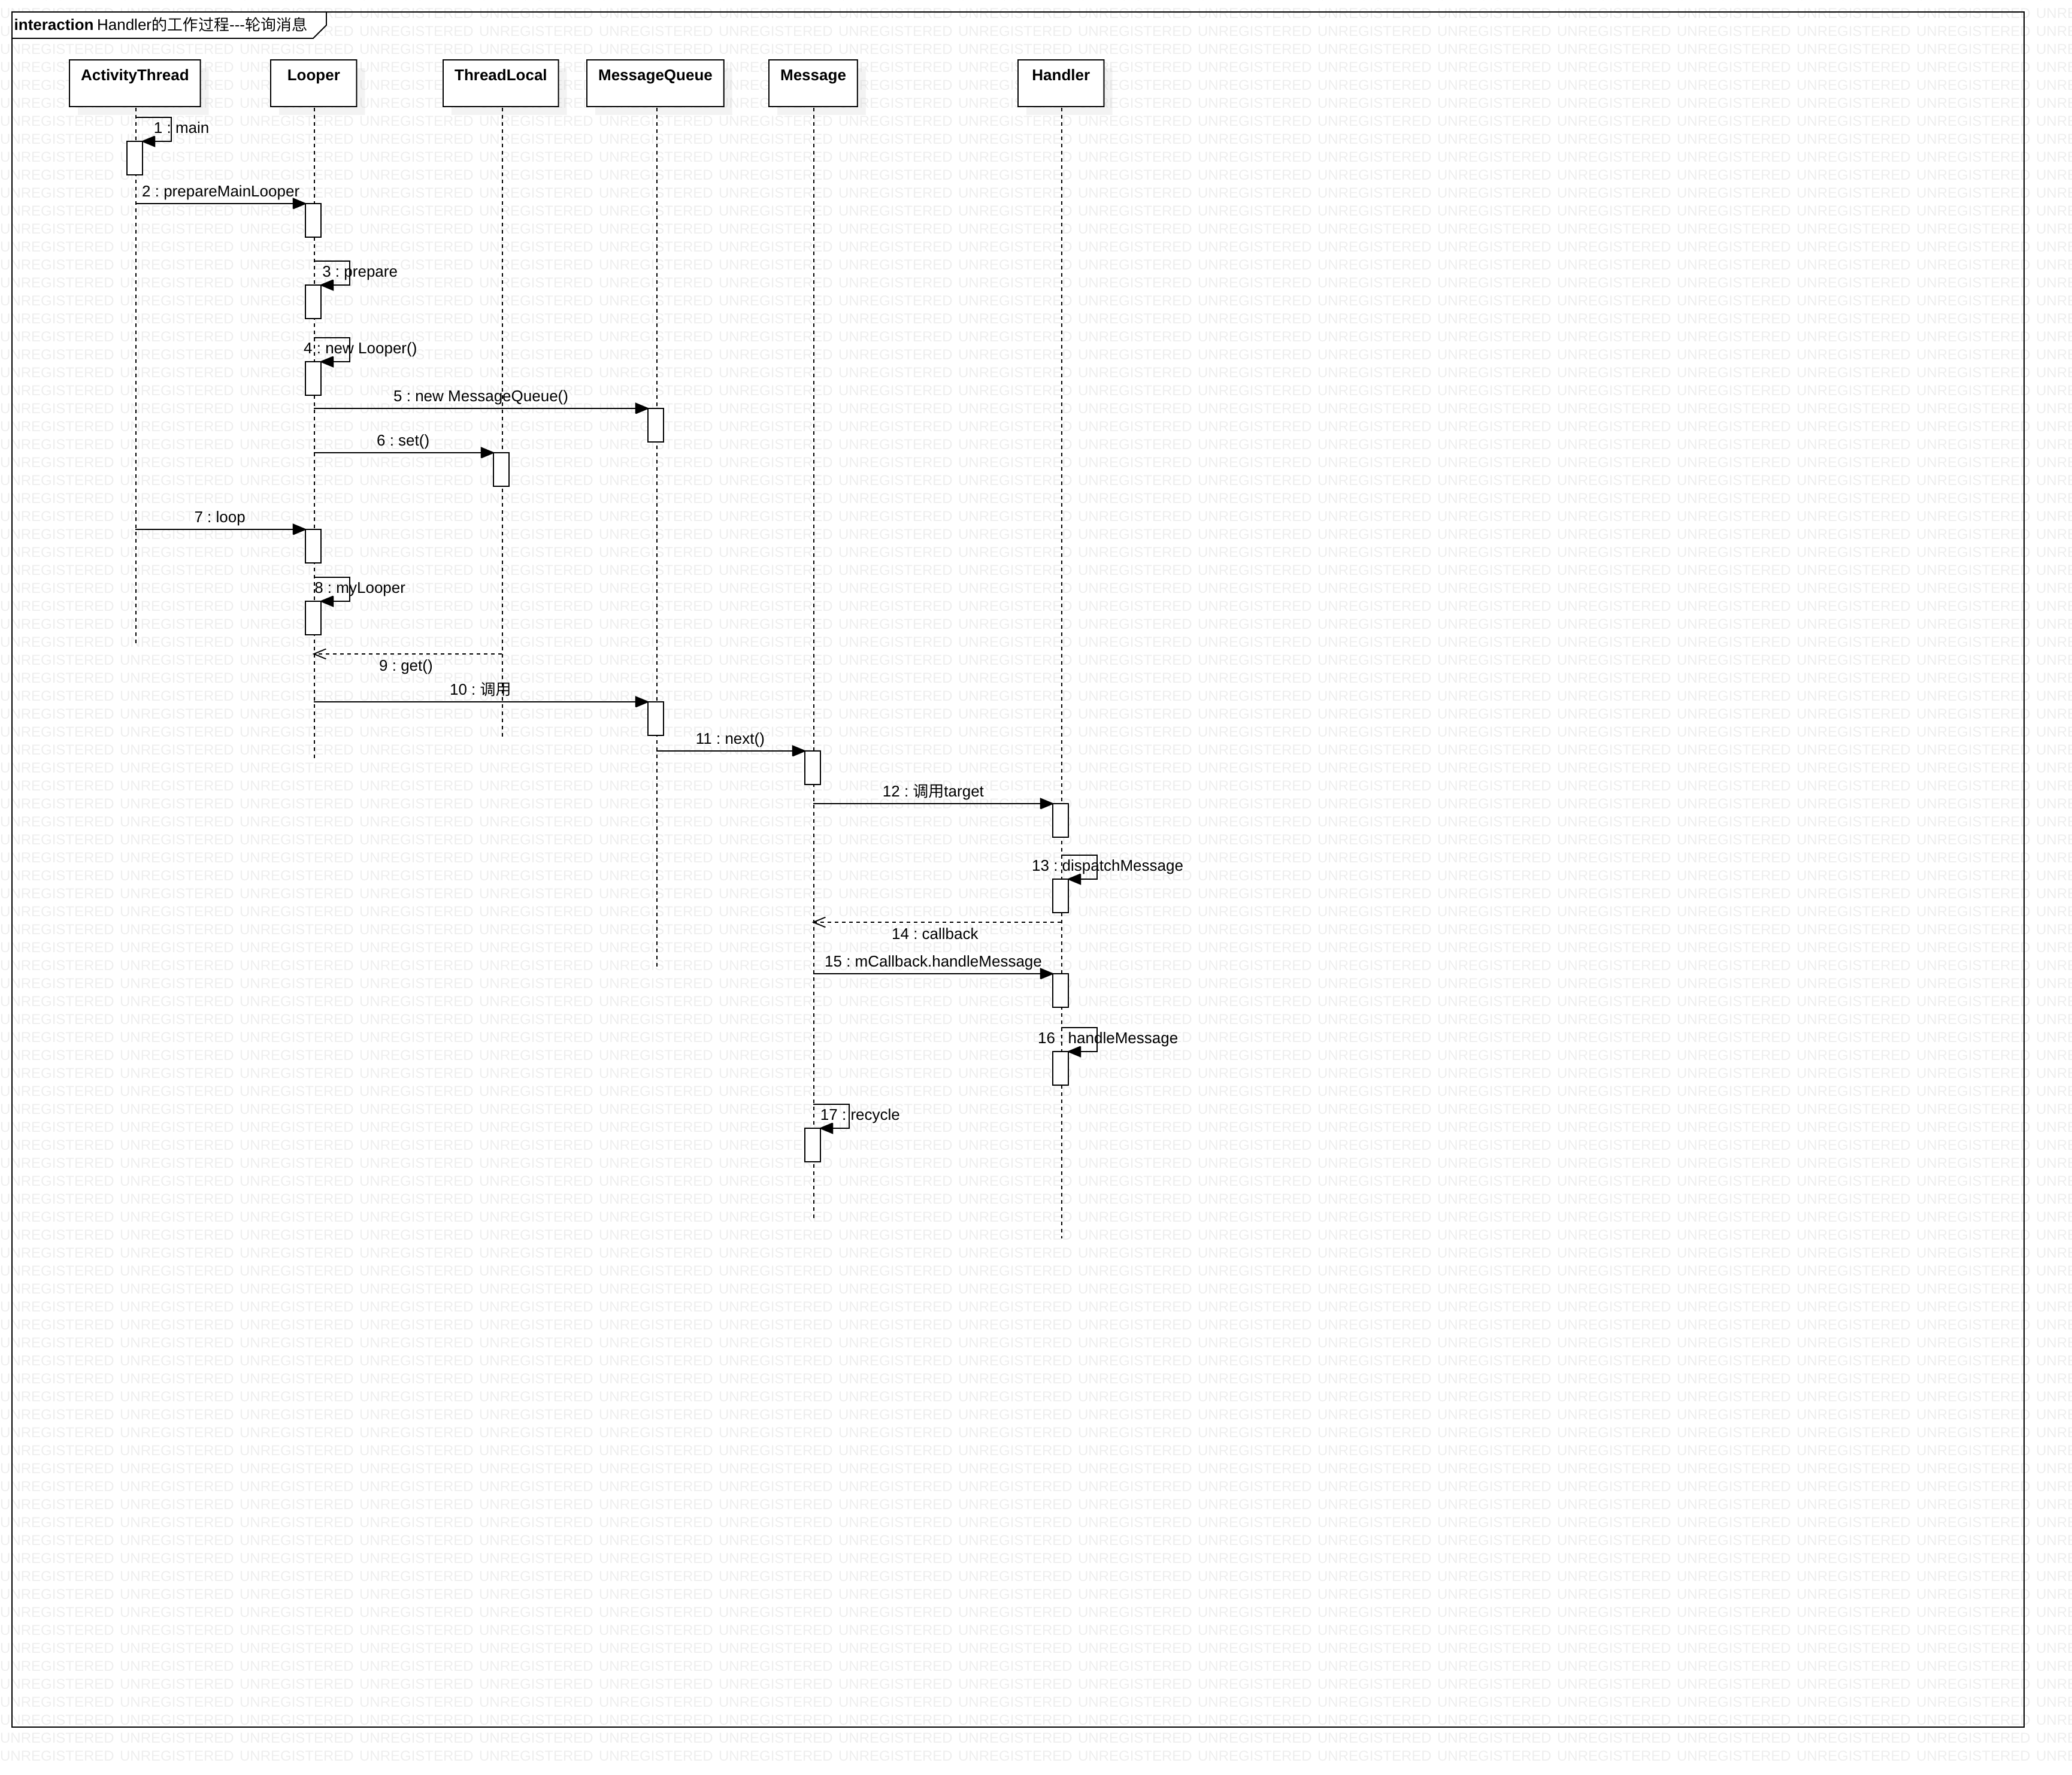 interaction Handler的工作过程---轮询消息
ActivityThread
Looper
ThreadLocal
MessageQueue
Message
Handler
1 : main
2 : prepareMainLooper
3 : prepare
4 : new Looper()
5 : new MessageQueue()
6 : set()
7 : loop
8 : myLooper
9 : get()
10 : 调用
11 : next()
12 : 调用target
13 : dispatchMessage
14 : callback
15 : mCallback.handleMessage
16 : handleMessage
17 : recycle
UNREGISTERED